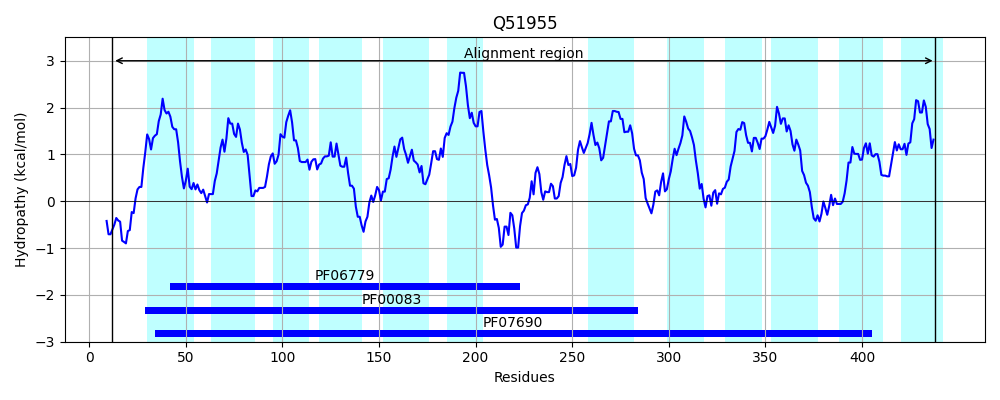 Q51955
Hydropathy (kcal/mol)
3
2
1
0
−1
−2
−3
Alignment region
PF06779
PF00083
PF07690
0 50 100 150 200 250 300 350 400
Residues